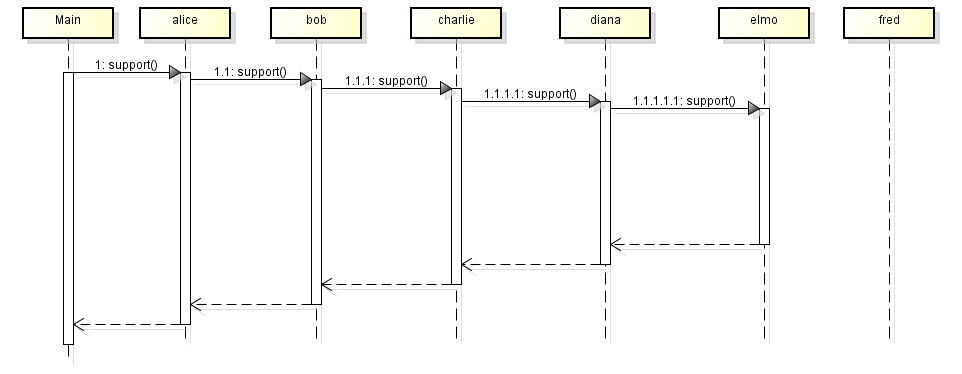 Main
alice
bob
charlie
diana
elmo
fred
1: support()
1.1: support()
1.1.1: support()
1.1.1.1: support()
1.1.1.1.1: support()